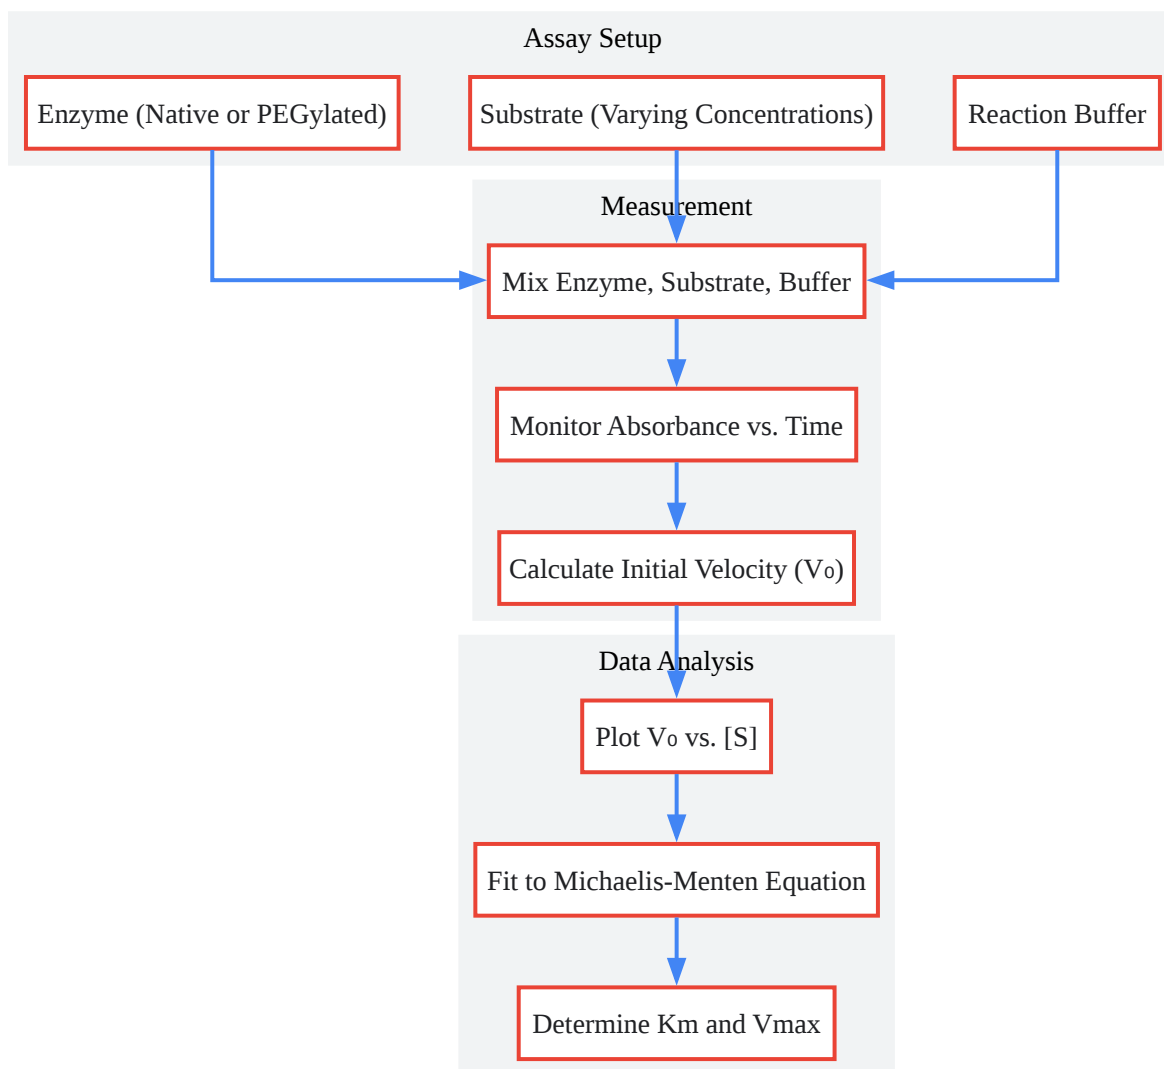 Assay Setup
Enzyme (Native or PEGylated)
Substrate (Varying Concentrations)
Reaction Buffer
Measurement
Mix Enzyme, Substrate, Buffer
Monitor Absorbance vs. Time
Calculate Initial Velocity (V₀)
Data Analysis
Plot V₀ vs. [S]
Fit to Michaelis-Menten Equation
Determine Km and Vmax